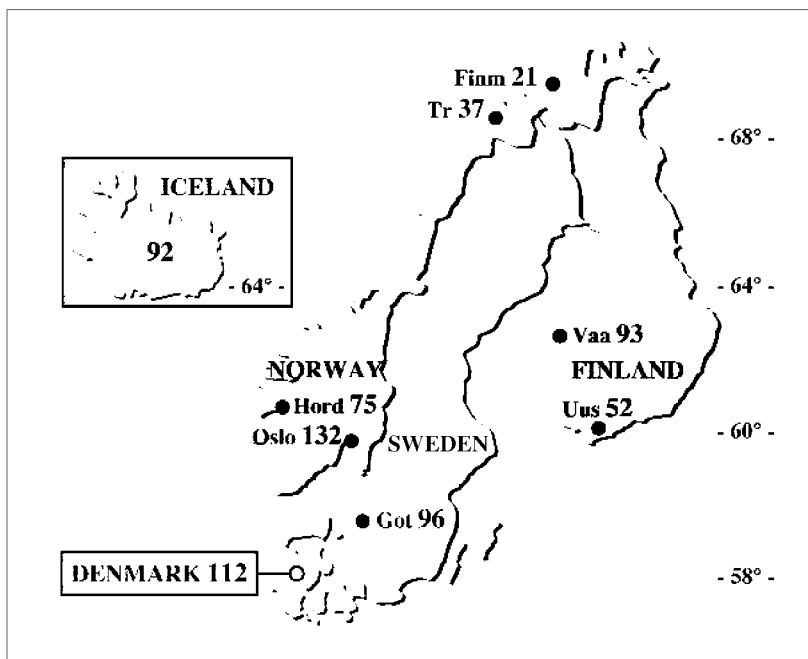 Finm 21
Tr 37
- 68° -
ICELAND
92
- 64° -
- 64° -
Vaa 93
NORWAY
FINLAND
Hord 75
Uus 52
Oslo 132
SWEDEN
- 60° -
Got 96
DENMARK 112
- 58° -